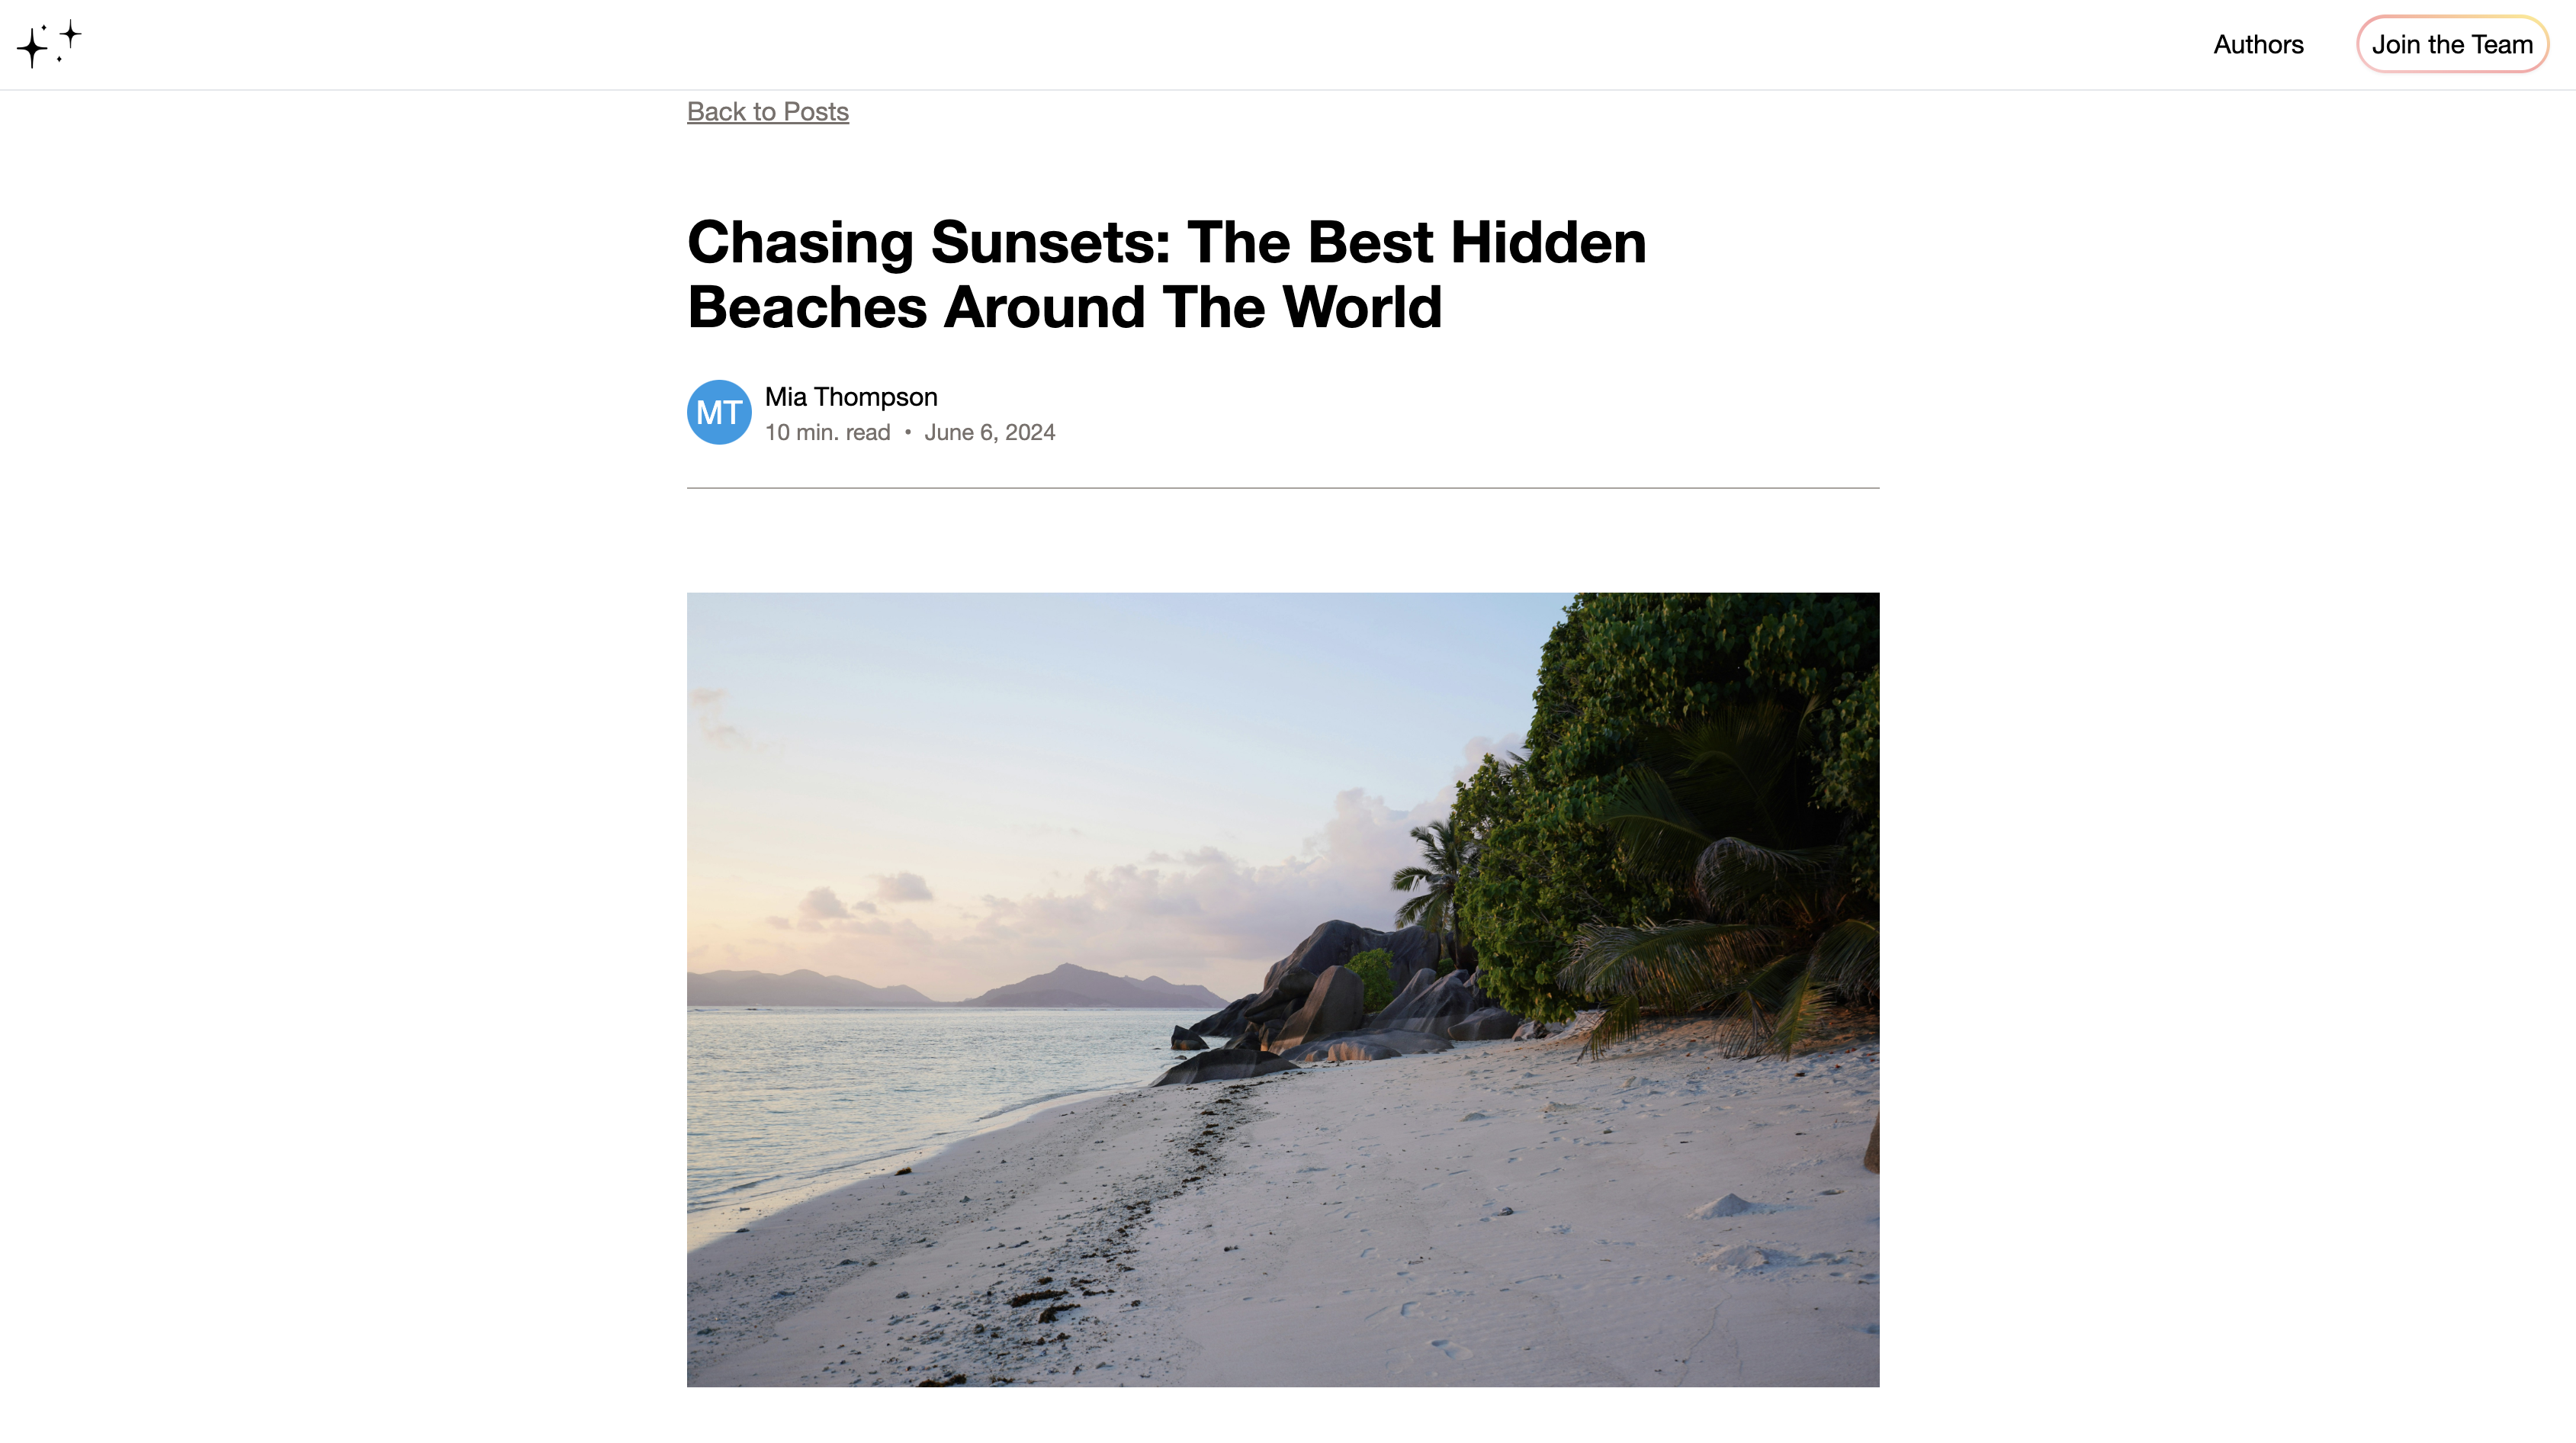 Authors
Join the Team
Back to Posts
Chasing Sunsets: The Best Hidden
Beaches Around The World
MT
Mia Thompson
10 min. read • June 6, 2024